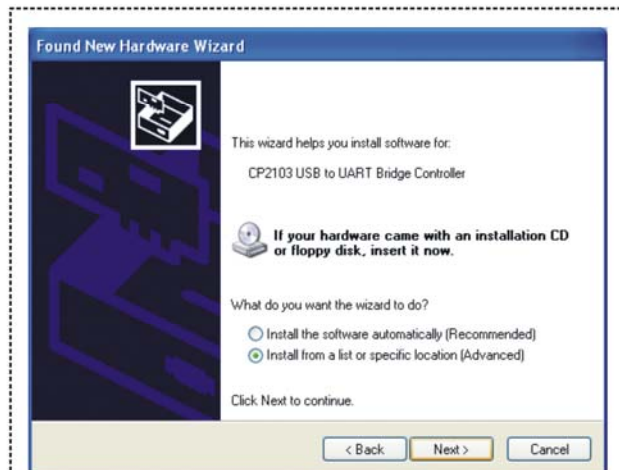 Found New Hardware Wizard
This wizard helps you install software for:
CP2103 USB to UART Bridge Controller
If your hardware came with an installation CD
or floppy disk, insert it now.
What do you want the wizard to do?
Install the software automatically (Recommended)
Install from a list or specific location (Advanced)
Click Next to continue.
< Back
Next >
Cancel